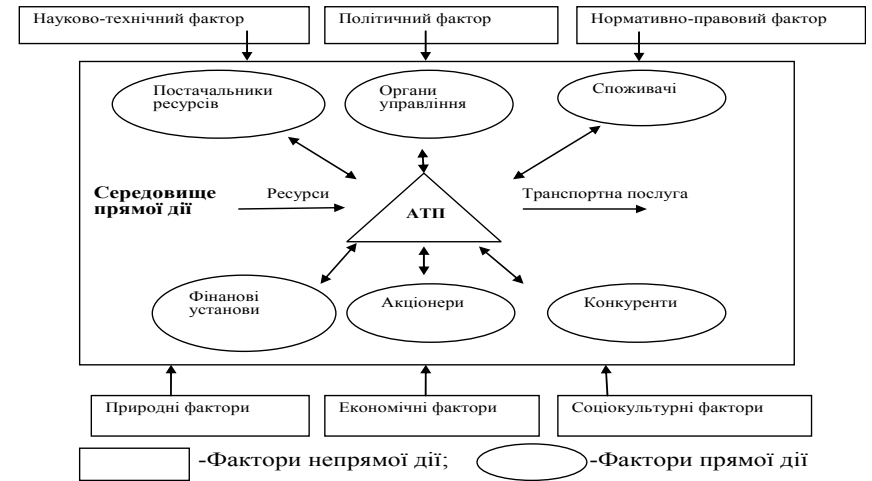 Науково-технічний фактор
Політичний фактор
Нормативно-правовий фактор
Постачальники
ресурсів
Органи
управління
Споживачі
Середовище
прямої дії
Ресурси
АТП
Транспортна послуга
Фінанові
установи
Акціонери
Конкуренти
Природні фактори
Економічні фактори
Соціокультурні фактори
-Фактори непрямої дії;
-Фактори прямої дії